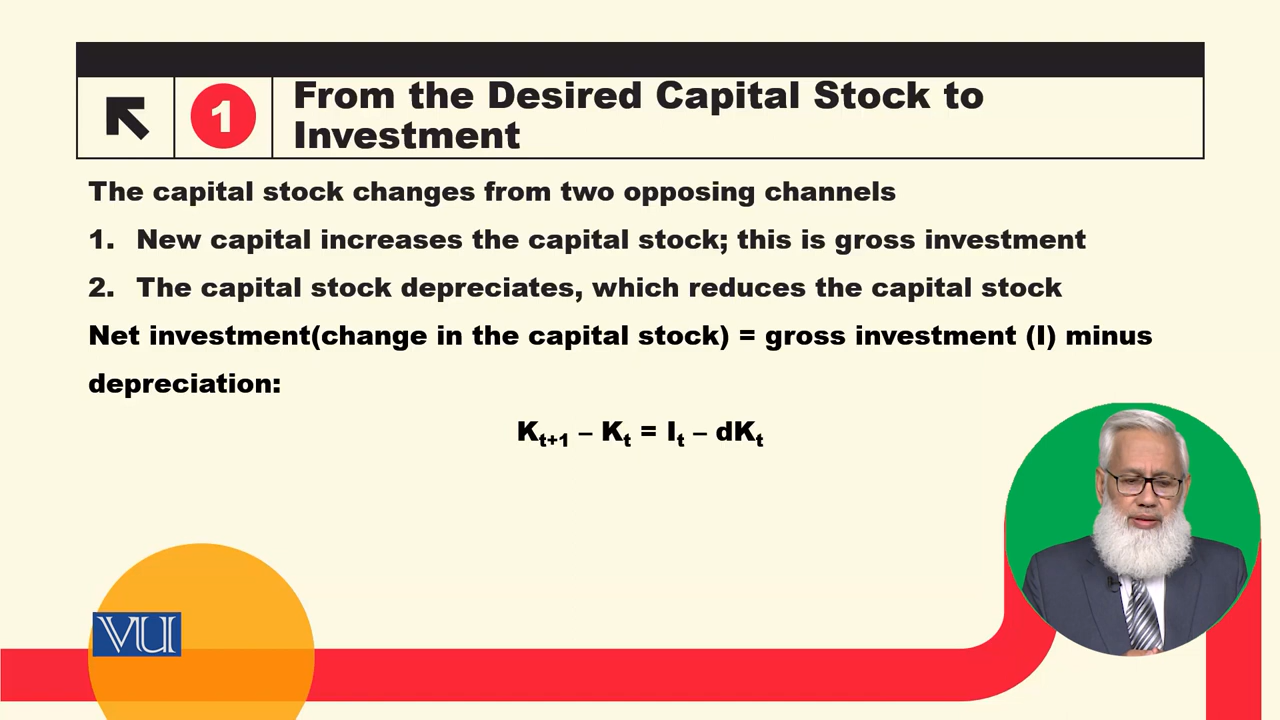 1
From the Desired Capital Stock to
Investment
The capital stock changes from two opposing channels
1. New capital increases the capital stock; this is gross investment
2. The capital stock depreciates, which reduces the capital stock
Net investment(change in the capital stock) = gross investment (I) minus
depreciation:
Kₜ₊₁ – Kₜ = Iₜ – dKₜ
VU